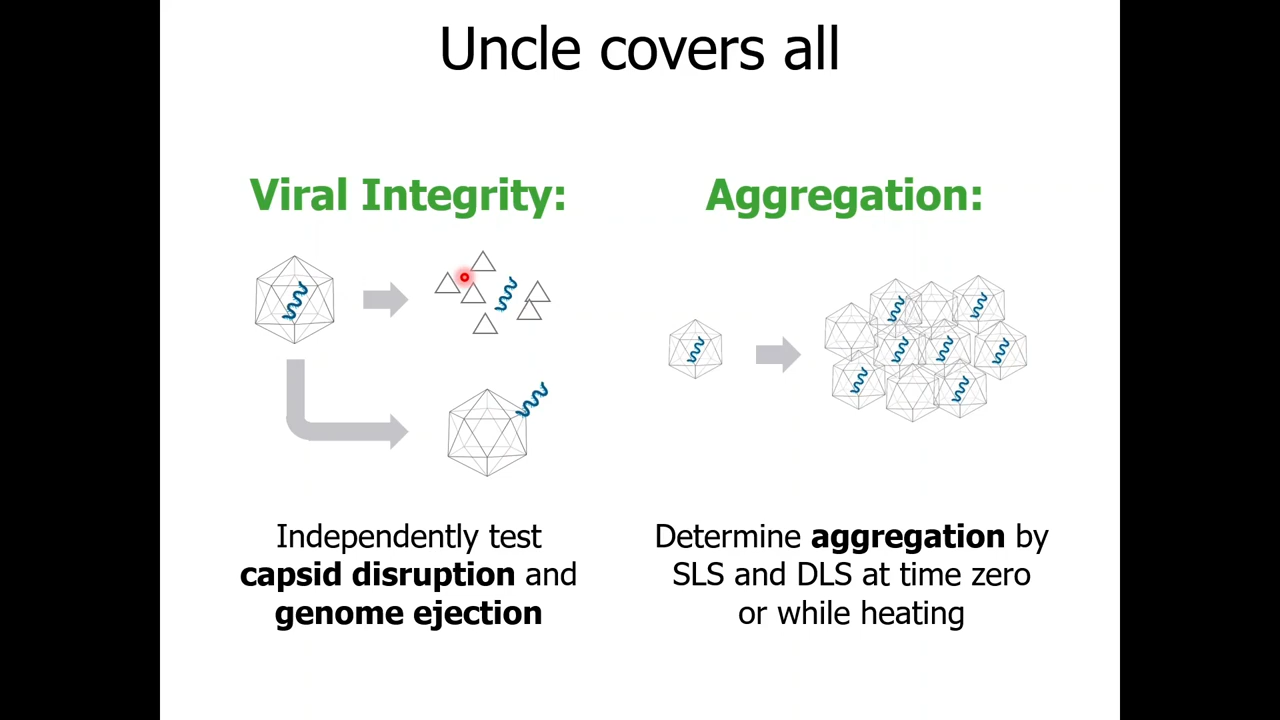 Uncle covers all
Viral Integrity:
Independently test
capsid disruption and
genome ejection
Aggregation:
Determine aggregation by
SLS and DLS at time zero
or while heating